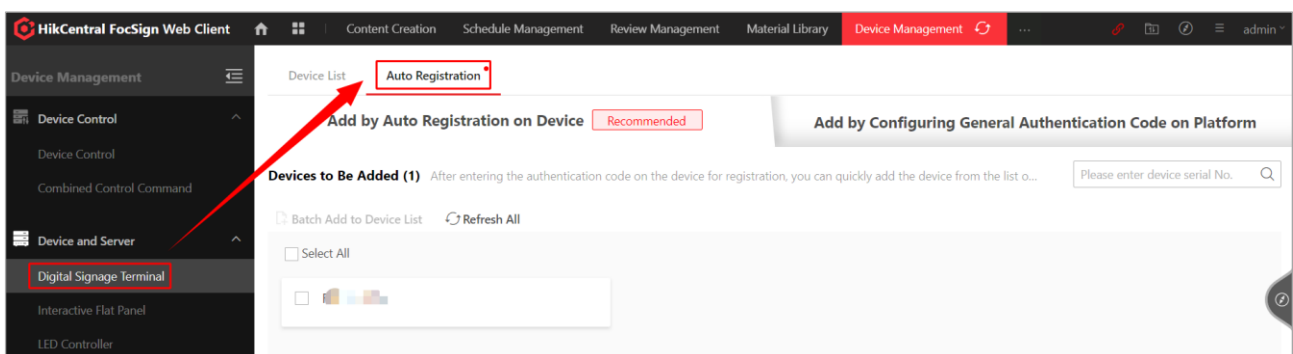 HikCentral FocSign Web Client
Content Creation
Schedule Management
Review Management
Material Library
Device Management
...
admin
Device Management
Device List
Auto Registration
Device Control
Device Control
Combined Control Command
Device and Server
Digital Signage Terminal
Interactive Flat Panel
LED Controller
Add by Auto Registration on Device
Recommended
Add by Configuring General Authentication Code on Platform
Devices to Be Added (1)
After entering the authentication code on the device for registration, you can quickly add the device from the list o...
Please enter device serial No.
Batch Add to Device List
Refresh All
Select All